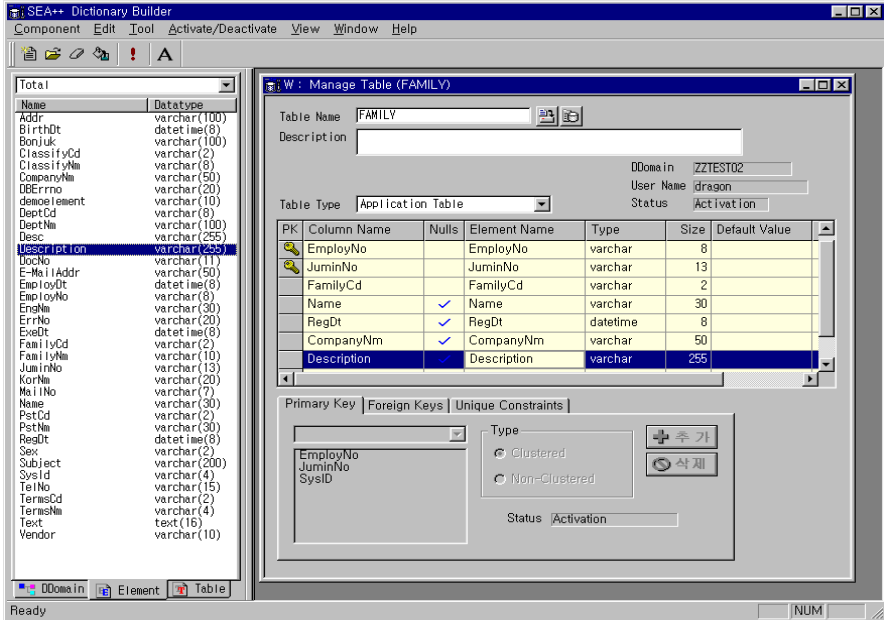 SEA++ Dictionary Builder
Component Edit Tool Activate/Deactivate View Window Help
A
Total
Name Datatype
Addr varchar(100)
BirthDt datetime(8)
Bonjuk varchar(100)
ClassifyCd varchar(2)
ClassifyNm varchar(8)
CompanyNm varchar(50)
DBErrno varchar(20)
demoelement varchar(10)
DeptCd varchar(8)
DeptNm varchar(100)
Desc varchar(255)
Description varchar(255)
DocNo varchar(11)
E-MailAddr varchar(50)
EmployDt datetime(8)
EmployNo varchar(8)
EngNm varchar(30)
ErrNo varchar(20)
ExeDt datetime(8)
FamilyCd varchar(2)
FamilyNm varchar(10)
JuminNo varchar(13)
KorNm varchar(20)
MailNo varchar(7)
Name varchar(30)
PstCd varchar(2)
PstNm varchar(30)
RegDt datetime(8)
Sex varchar(2)
Subject varchar(200)
SysId varchar(4)
TelNo varchar(15)
TermsCd varchar(2)
TermsNm varchar(4)
Text text(16)
Vendor varchar(10)
DDomain Element Table
W : Manage Table (FAMILY)
Table Name FAMILY
Description
DDomain ZZTEST02
User Name dragon
Table Type Application Table Status Activation
PK Column Name Nulls Element Name Type Size Default Value
EmployNo EmployNo varchar 8
JuminNo JuminNo varchar 13
FamilyCd FamilyCd varchar 2
Name Name varchar 30
RegDt RegDt datetime 8
CompanyNm CompanyNm varchar 50
Description Description varchar 255
Primary Key Foreign Keys Unique Constraints
EmployNo
JuminNo
SysID
Type
Clustered
Non-Clustered
Status Activation
추가
삭제
Ready NUM